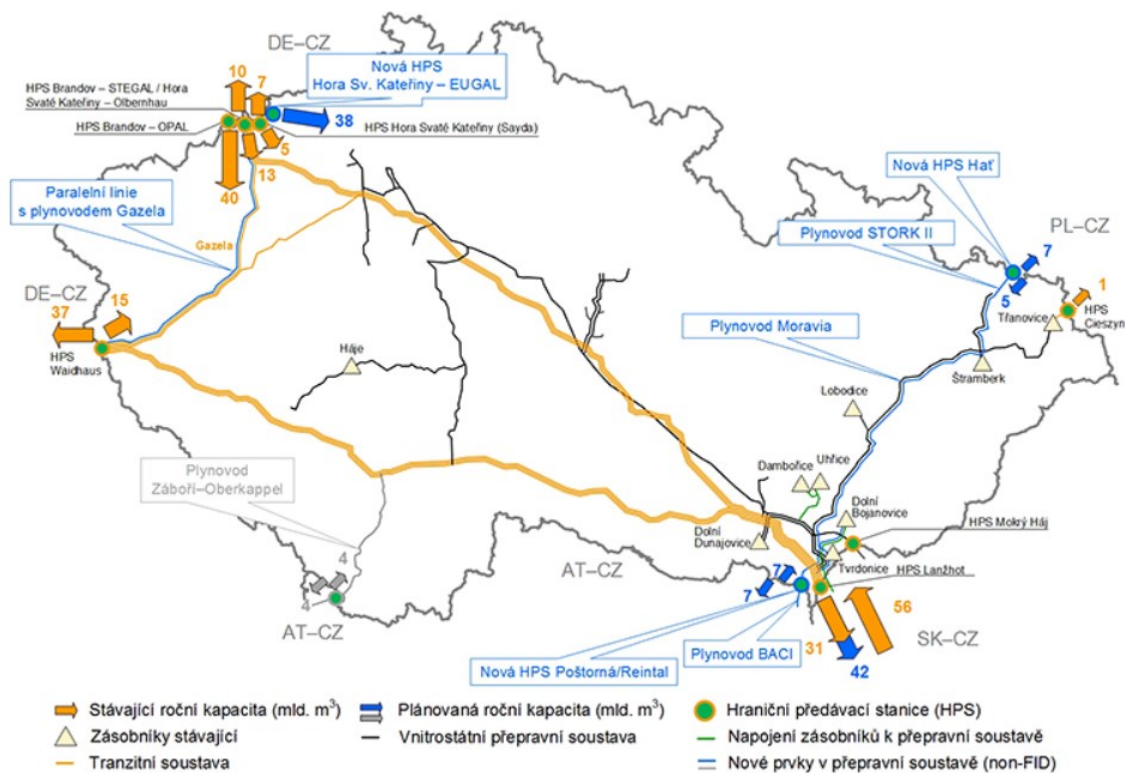 DE–CZ
Nová HPS
Hora Sv. Kateřiny – EUGAL
10
7
HPS Brandov – STEGAL / Hora
Svaté Kateřiny – Olbernhau
38
HPS Brandov – OPAL
HPS Hora Svaté Kateřiny (Sayda)
5
13
40
Paralelní linie
s plynovodem Gazela
Gazela
Nová HPS Hať
Plynovod STORK II
PL–CZ
7
5
1
HPS
Cieszyn
Třanovice
DE–CZ
37
15
HPS
Waidhaus
Plynovod Moravia
Háje
Štramberk
Lobodice
Plynovod
Záboří–Oberkappel
Dambořice
Uhřice
Dolní
Bojanovice
HPS Mokrý Háj
Dolní
Dunajovice
Tvrdonice
HPS Lanžhot
4
4
AT–CZ
AT–CZ
7
7
56
31
42
SK–CZ
Plynovod BACI
Nová HPS Poštorná/Reintal
Stávající roční kapacita (mld. m³)
Plánovaná roční kapacita (mld. m³)
Hraniční předávací stanice (HPS)
Zásobníky stávající
Vnitrostátní přepravní soustava
Napojení zásobníků k přepravní soustavě
Tranzitní soustava
Nové prvky v přepravní soustavě (non-FID)